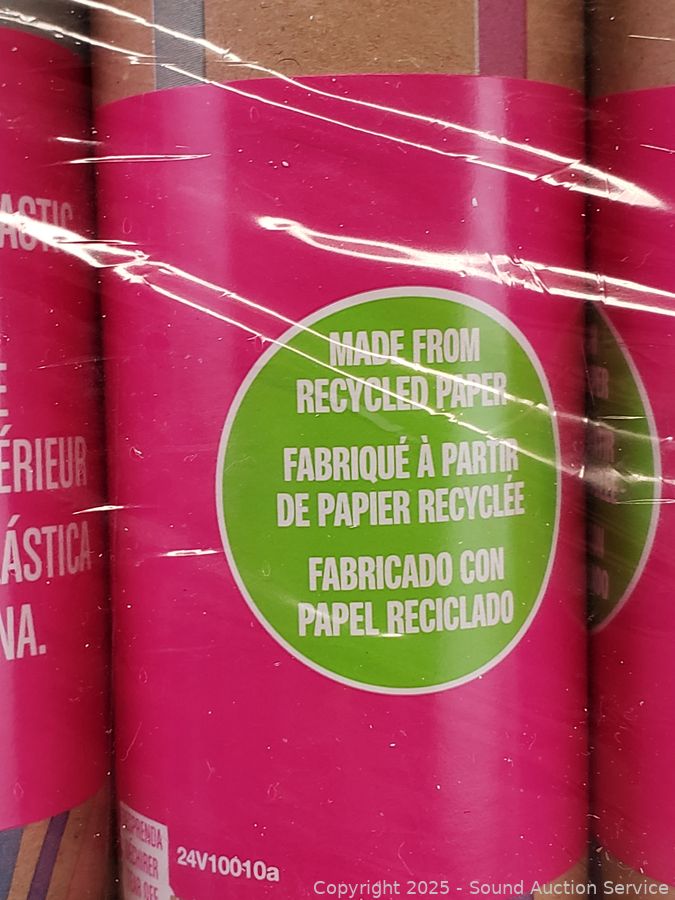 MADE FROM
RECYCLED PAPER
FABRIQUÉ À PARTIR
DE PAPIER RECYCLÉE
FABRICADO CON
PAPEL RECICLADO
ASTIC
ÉRIEUR
ÁSTICA
NA.
24V10010a
Copyright 2025 - Sound Auction Service